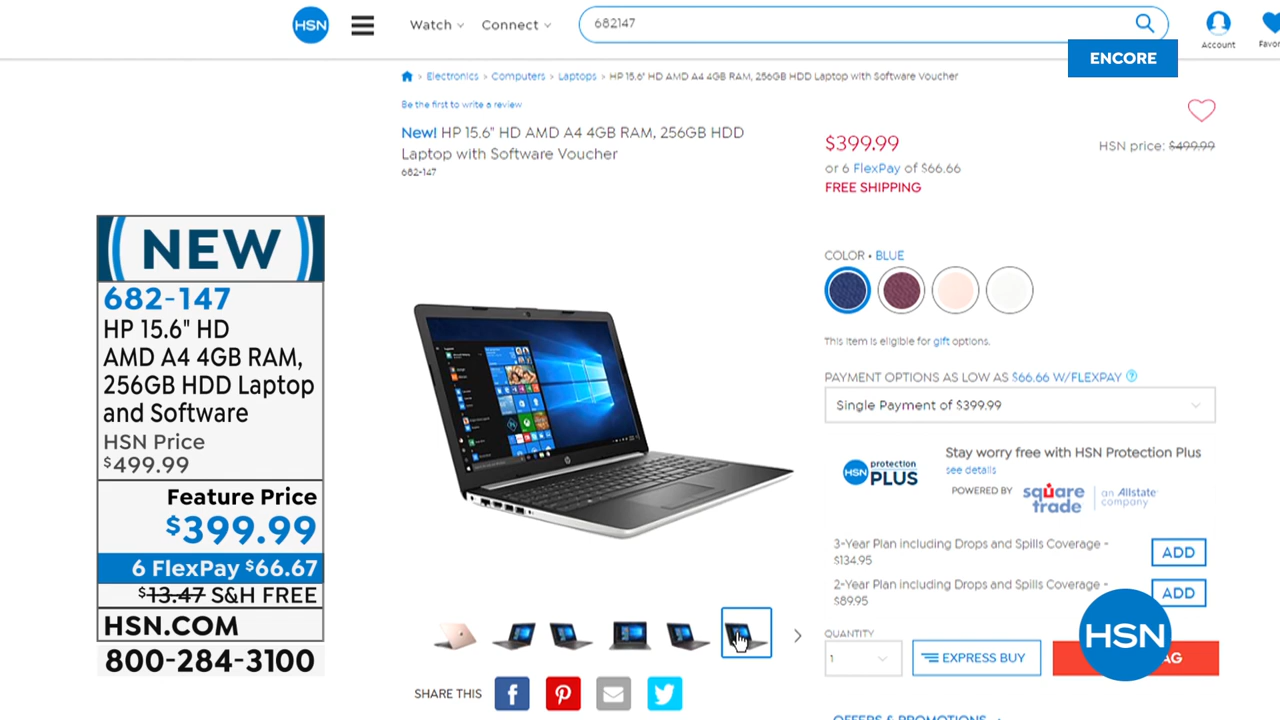 HSN
Watch
Connect
682147
Account
Favor
ENCORE
Electronics > Computers > Laptops > HP 15.6" HD AMD A4 4GB RAM, 256GB HDD Laptop with Software Voucher
Be the first to write a review
New! HP 15.6" HD AMD A4 4GB RAM, 256GB HDD
Laptop with Software Voucher
682-147
$399.99
HSN price: $499.99
or 6 FlexPay of $66.66
FREE SHIPPING
COLOR • BLUE
This item is eligible for gift options.
PAYMENT OPTIONS AS LOW AS $66.66 W/FLEXPAY ?
Single Payment of $399.99
HSN protection PLUS
Stay worry free with HSN Protection Plus
see details
POWERED BY square trade | an Allstate company
3-Year Plan including Drops and Spills Coverage -
$134.95
ADD
2-Year Plan including Drops and Spills Coverage -
$89.95
ADD
QUANTITY
1
EXPRESS BUY
AG
HSN
OFFERS & PROMOTIONS
SHARE THIS
NEW
682-147
HP 15.6" HD
AMD A4 4GB RAM,
256GB HDD Laptop
and Software
HSN Price
$499.99
Feature Price
$399.99
6 FlexPay $66.67
$13.47 S&H FREE
HSN.COM
800-284-3100